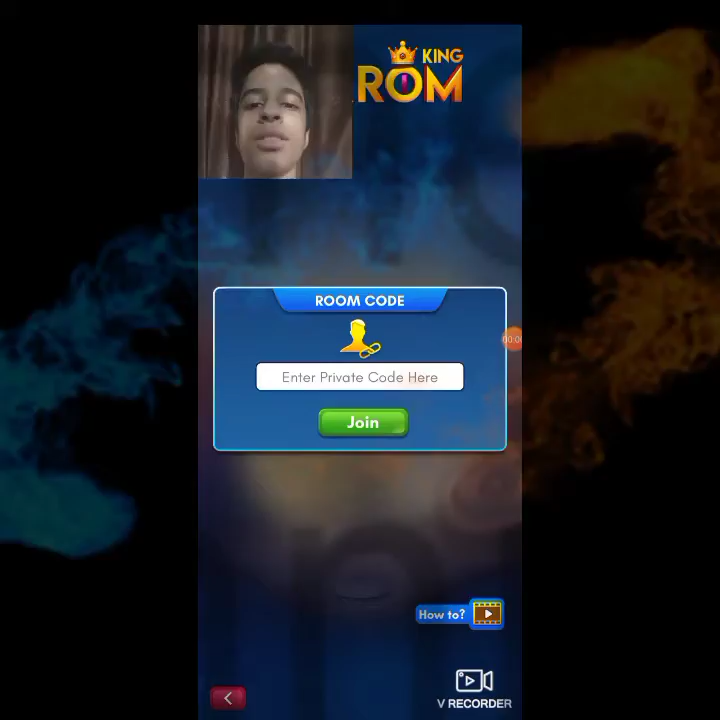 KING
ROM
ROOM CODE
Enter Private Code Here
Join
How to?
V RECORDER